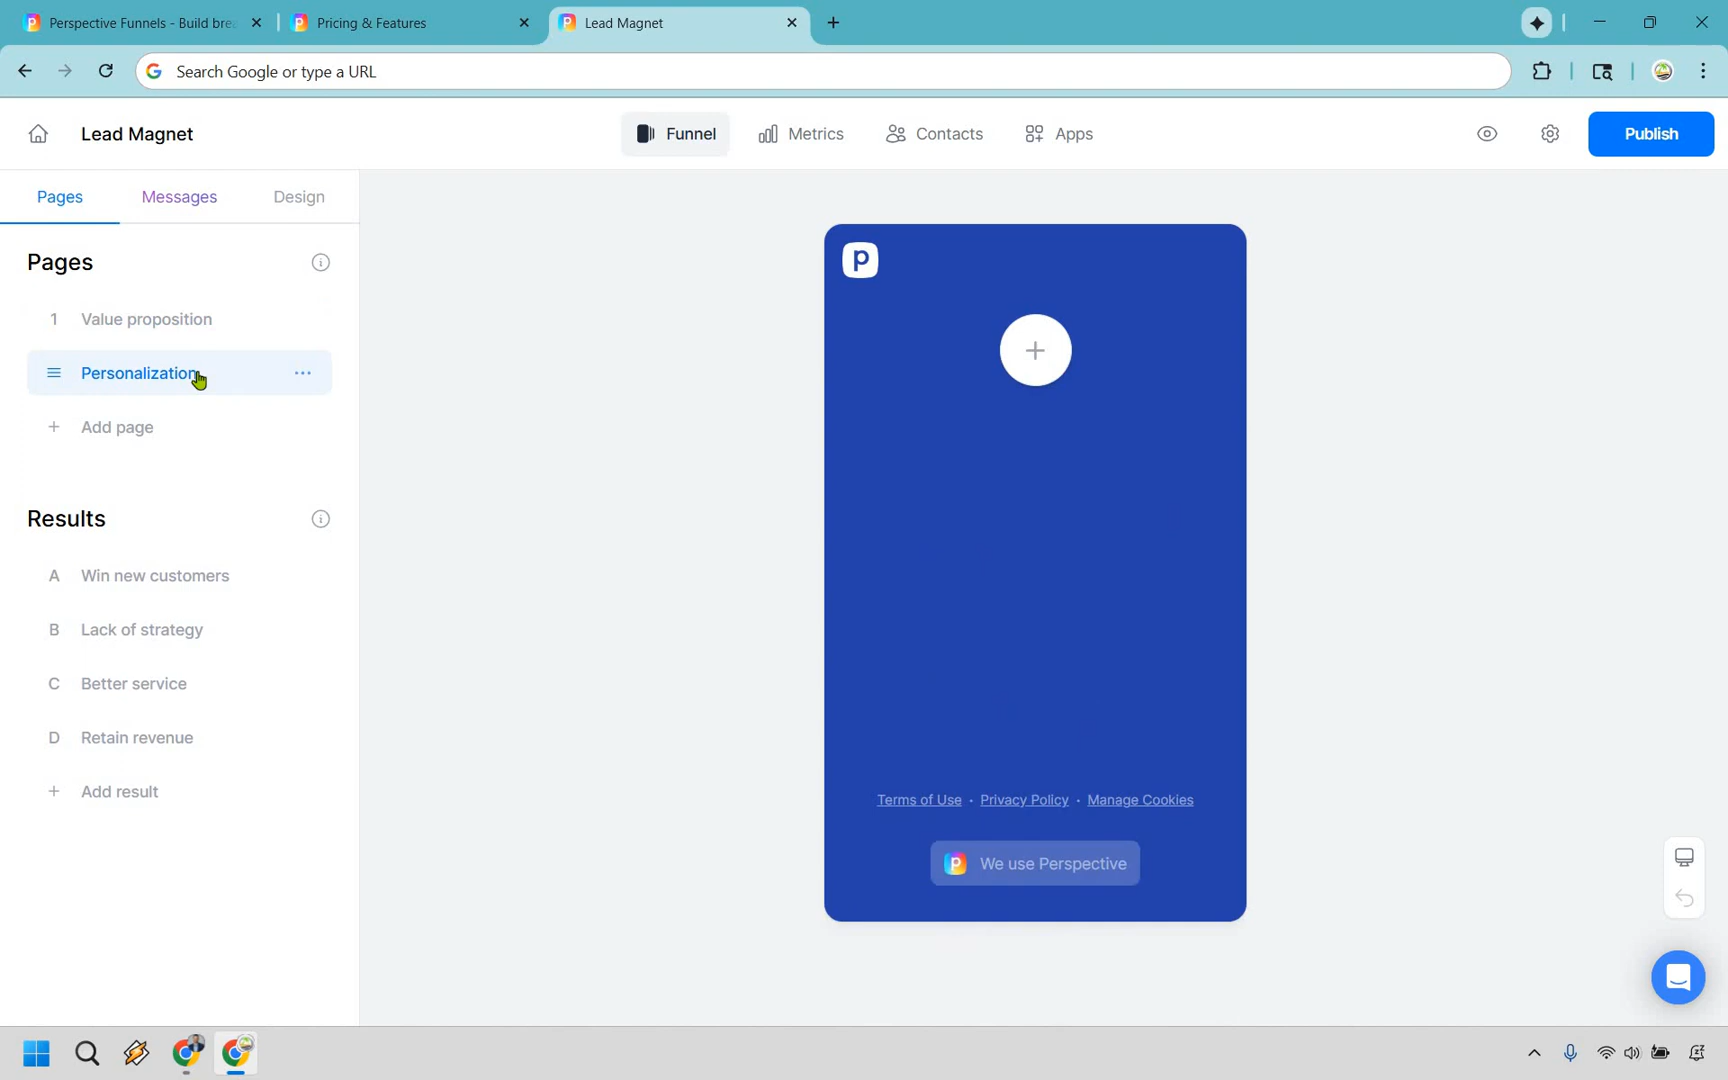 Perspective Funnels - Build brea
Pricing & Features
Lead Magnet
Search Google or type a URL
Lead Magnet
Funnel
Metrics
Contacts
Apps
Publish
Pages
Messages
Design
Pages
1 Value proposition
Personalization
+ Add page
Results
A Win new customers
B Lack of strategy
C Better service
D Retain revenue
+ Add result
p
Terms of Use · Privacy Policy · Manage Cookies
p We use Perspective